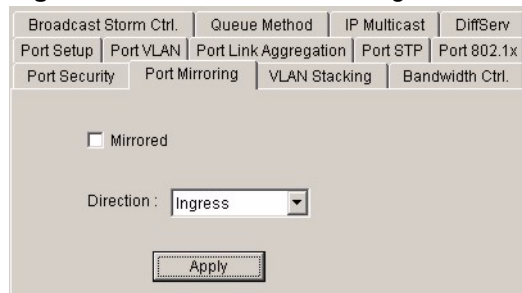 Broadcast Storm Ctrl. Queue Method IP Multicast DiffServ
Port Setup Port VLAN Port Link Aggregation Port STP Port 802.1x
Port Security Port Mirroring VLAN Stacking Bandwidth Ctrl.
Mirrored
Direction : Ingress
Apply